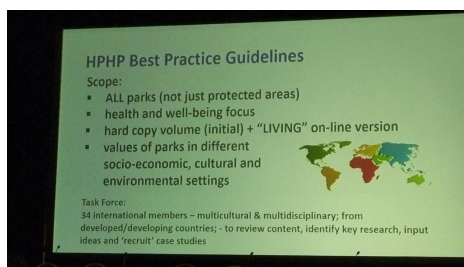 HPHP Best Practice Guidelines
Scope:
▪ ALL parks (not just protected areas)
▪ health and well-being focus
▪ hard copy volume (initial) + “LIVING” on-line version
▪ values of parks in different
socio-economic, cultural and
environmental settings
Task Force:
34 international members – multicultural & multidisciplinary; from
developed/developing countries; - to review content, identify key research, input
ideas and ‘recruit’ case studies